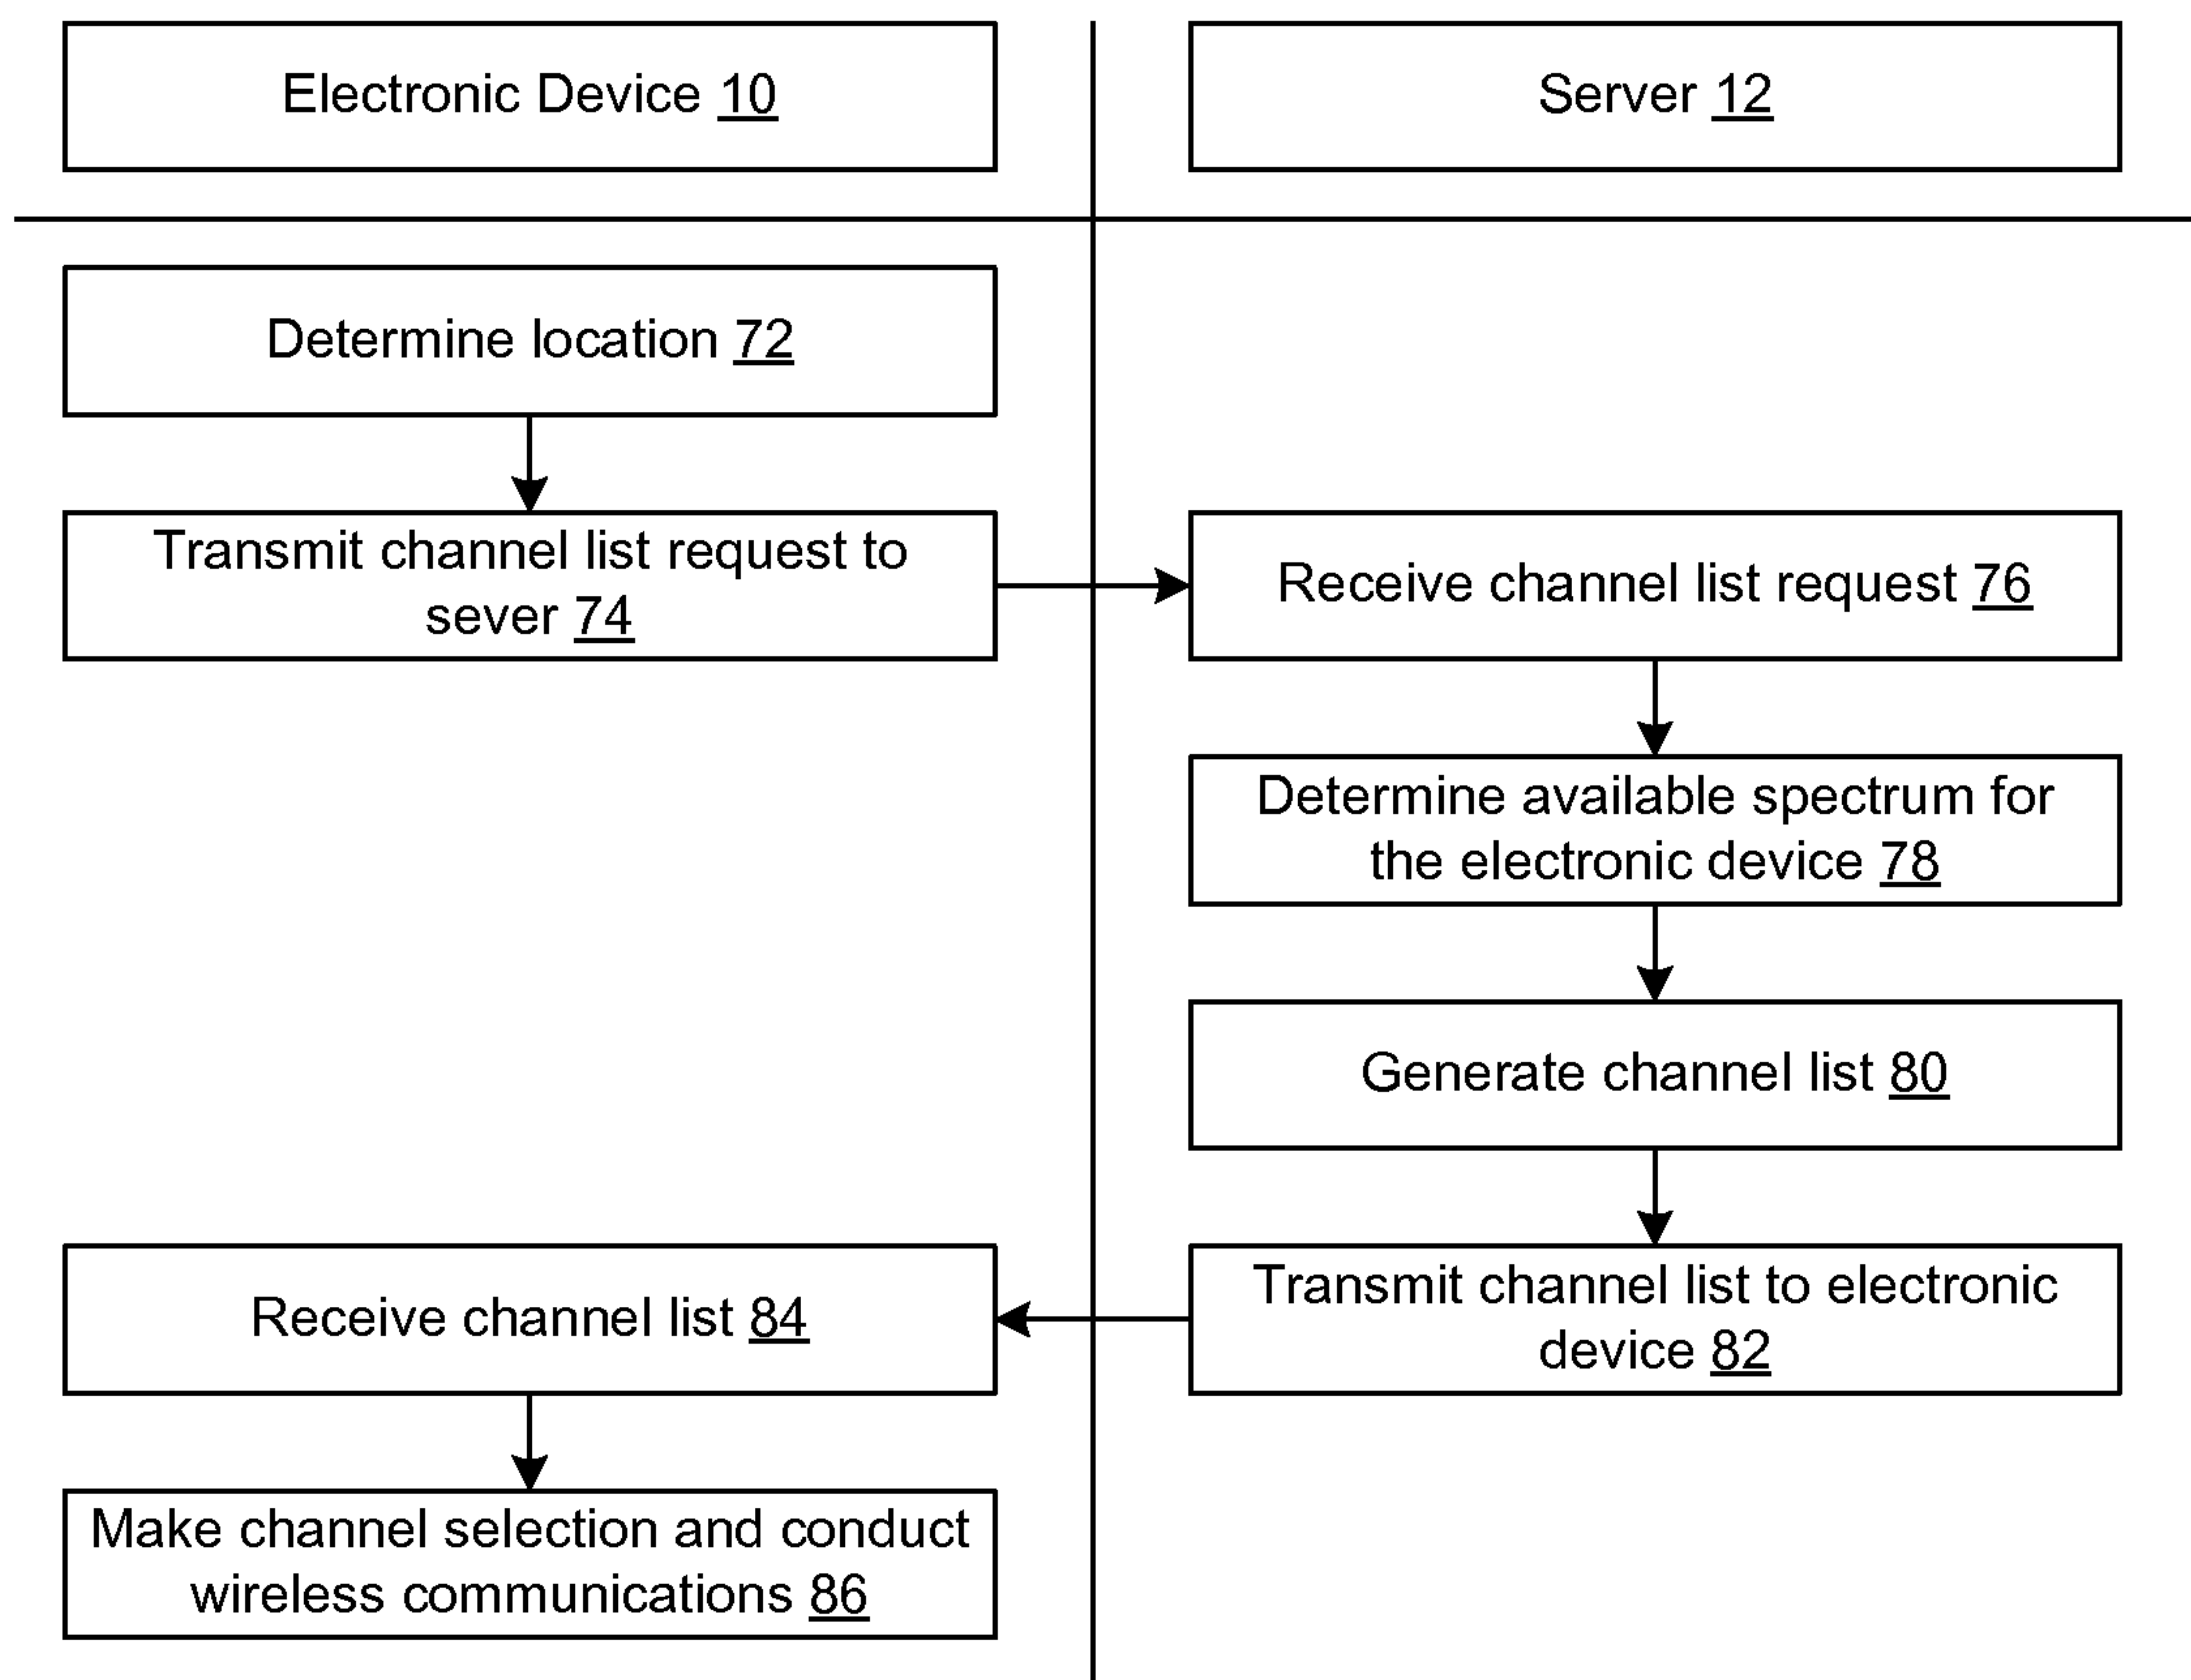 Electronic Device 10
Server 12
Determine location 72
Transmit channel list request to
sever 74
Receive channel list request 76
Determine available spectrum for
the electronic device 78
Generate channel list 80
Transmit channel list to electronic
device 82
Receive channel list 84
Make channel selection and conduct
wireless communications 86